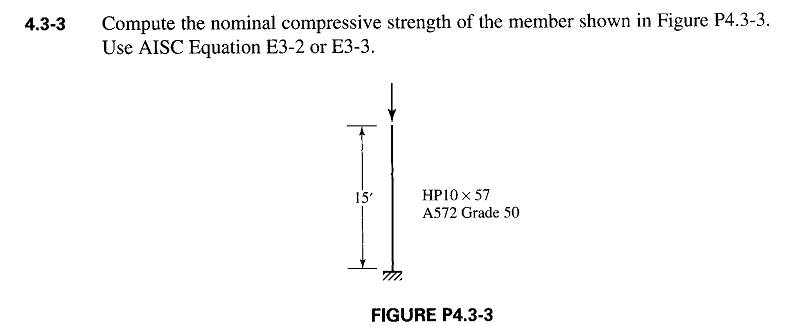 4.3-3 Compute the nominal compressive strength of the member shown in Figure P4.3-3.
Use AISC Equation E3-2 or E3-3.
15′
HP10 × 57
A572 Grade 50
FIGURE P4.3-3